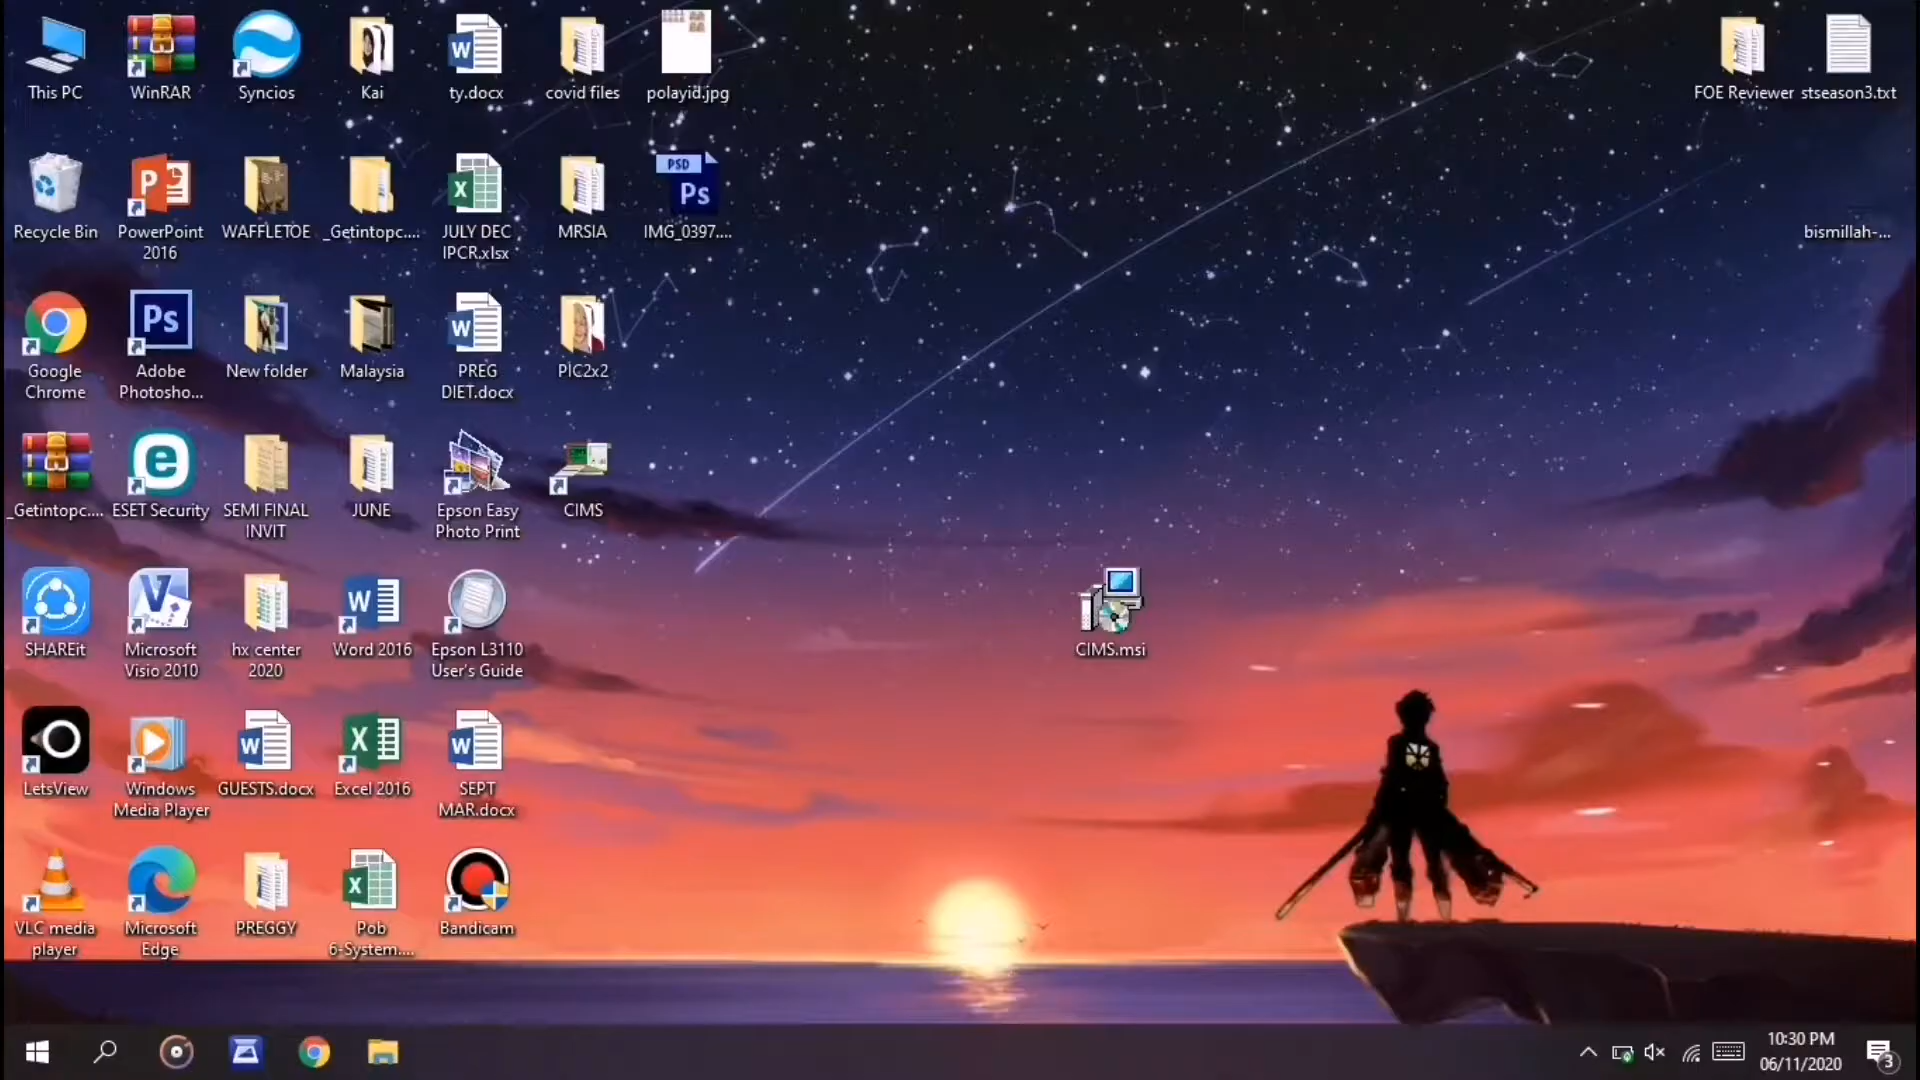 This PC
WinRAR
Syncios
Kai
ty.docx
covid files
polayid.jpg
FOE Reviewer
stseason3.txt
Recycle Bin
PowerPoint
2016
WAFFLETOE
_Getintopc....
JULY DEC
IPCR.xlsx
MRSIA
PSD
Ps
IMG_0397....
bismillah-...
Google
Chrome
Ps
Adobe
Photosho...
New folder
Malaysia
PREG
DIET.docx
PIC2x2
_Getintopc....
ESET Security
SEMI FINAL
INVIT
JUNE
Epson Easy
Photo Print
CIMS
SHAREit
Microsoft
Visio 2010
hx center
2020
Word 2016
Epson L3110
User's Guide
CIMS.msi
LetsView
Windows
Media Player
GUESTS.docx
Excel 2016
SEPT
MAR.docx
VLC media
player
Microsoft
Edge
PREGGY
Pob
6-System....
Bandicam
10:30 PM
06/11/2020
3